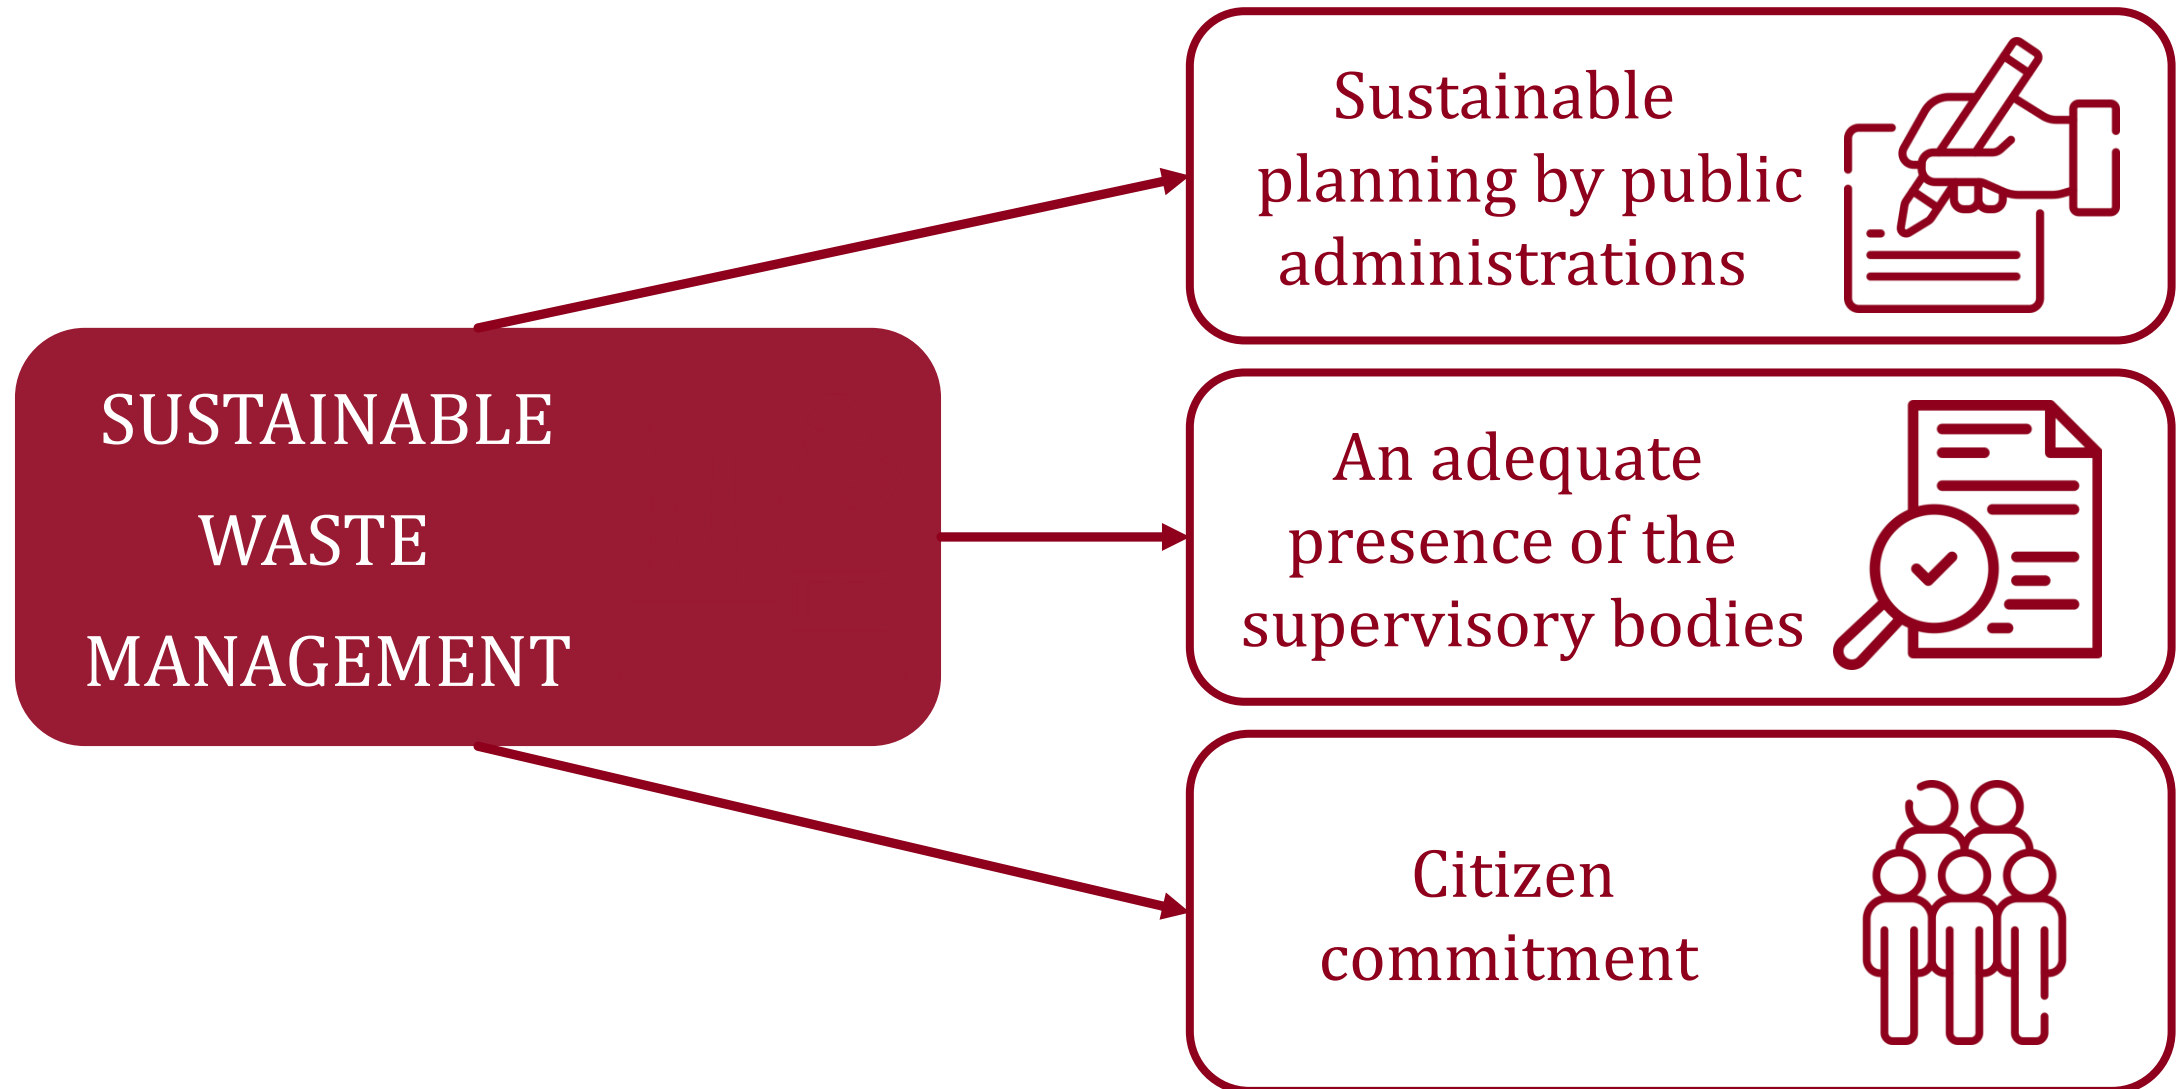 SUSTAINABLE
WASTE
MANAGEMENT
Sustainable
planning by public
administrations
An adequate
presence of the
supervisory bodies
Citizen
commitment